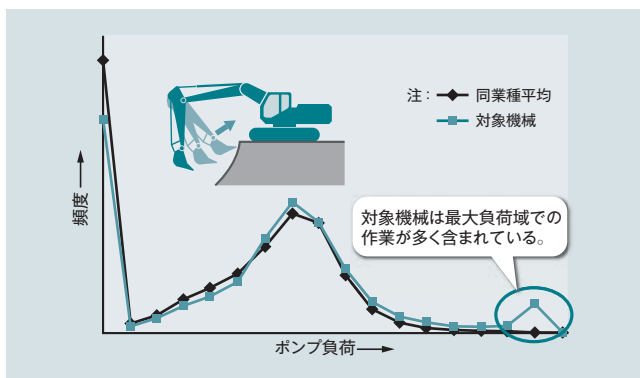 注：同業種平均
対象機械
対象機械は最大負荷域での
作業が多く含まれている。
頻度
ポンプ負荷